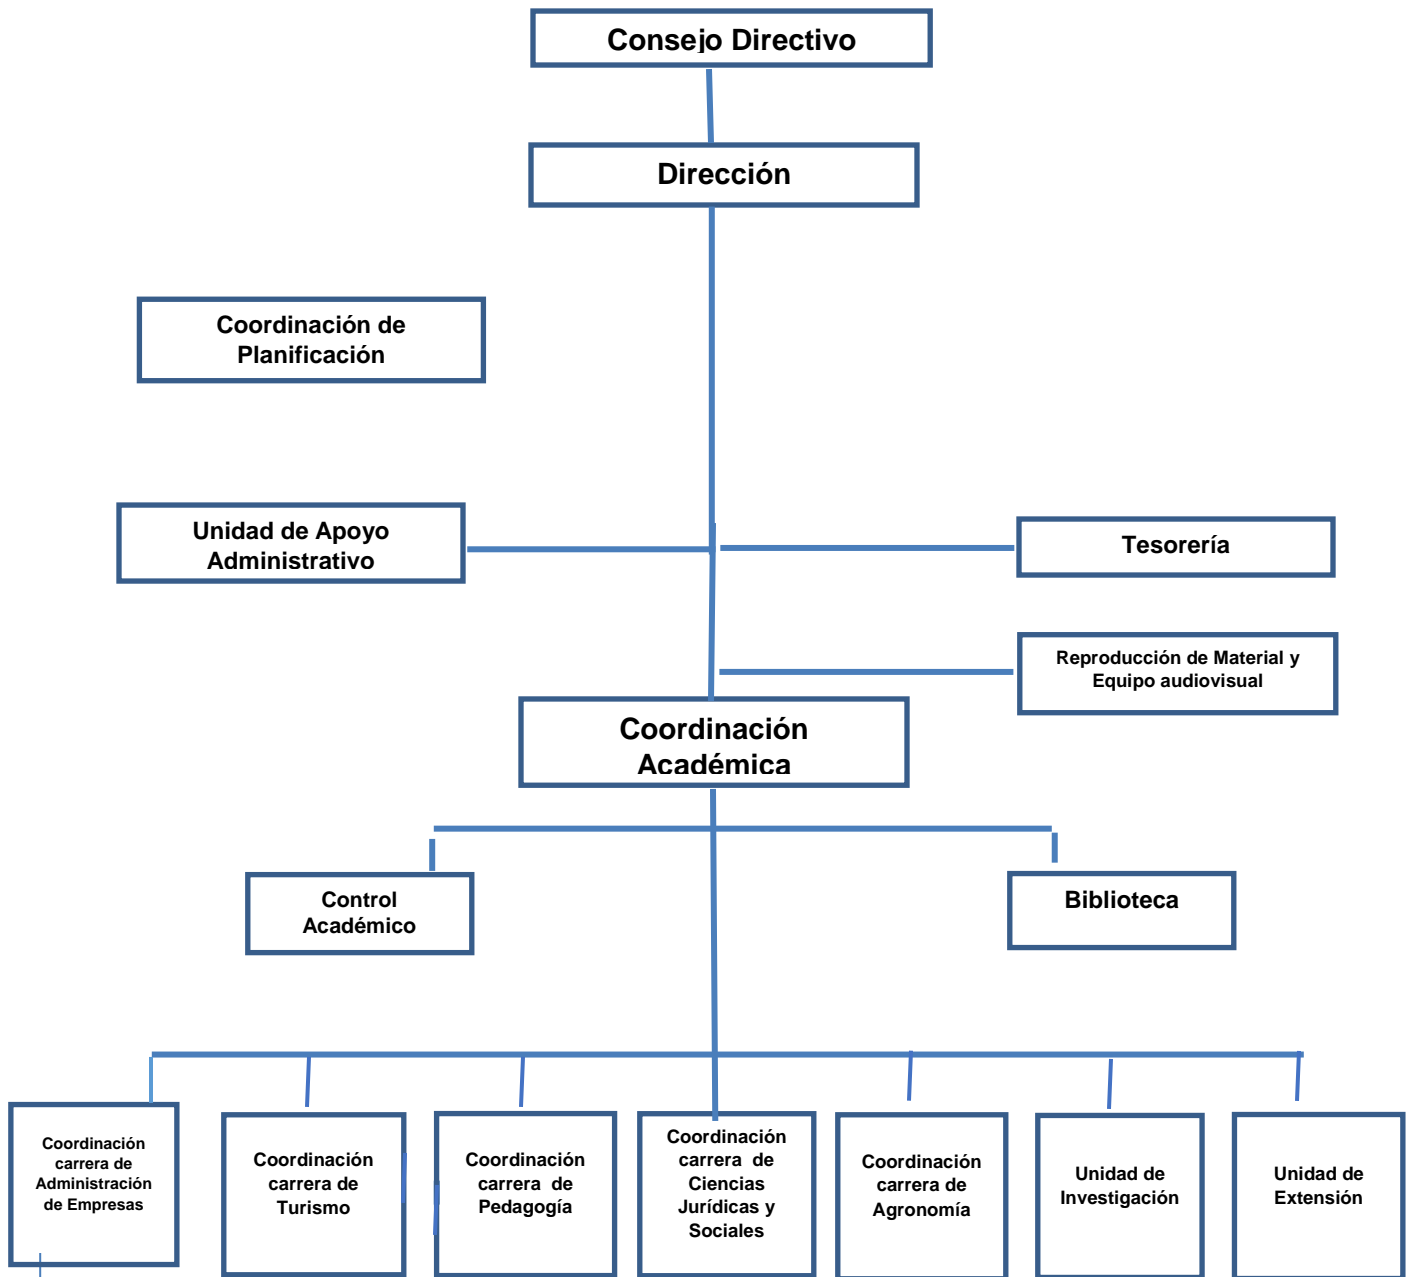 Consejo Directivo
Dirección
Coordinación de
Planificación
Unidad de Apoyo
Administrativo
Tesorería
Reproducción de Material y
Equipo audiovisual
Coordinación
Académica
Control
Académico
Biblioteca
Coordinación
carrera de
Administración
de Empresas
Coordinación
carrera de
Turismo
Coordinación
carrera de
Pedagogía
Coordinación
carrera de
Ciencias
Jurídicas y
Sociales
Coordinación
carrera de
Agronomía
Unidad de
Investigación
Unidad de
Extensión